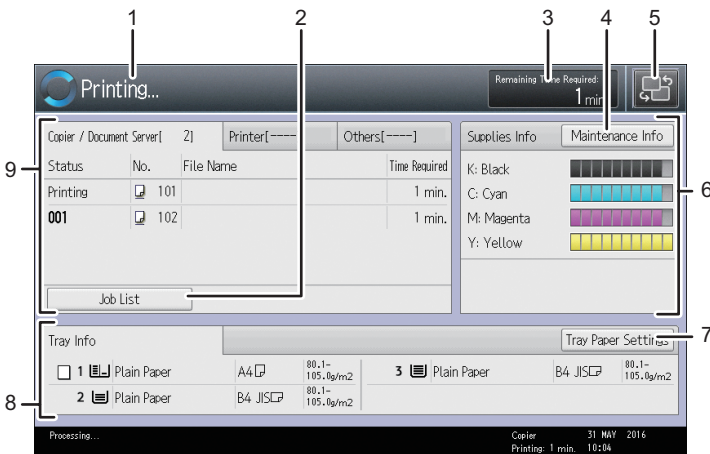 1
2
3
4
5
Printing...
Remaining Time Required:
1 min.
Copier / Document Server[ 2]
Printer[----
Others[----]
Supplies Info
Maintenance Info
9
Status No. File Name Time Required
K: Black
6
Printing 101 1 min.
C: Cyan
001 102 1 min.
M: Magenta
Y: Yellow
Job List
Tray Info
Tray Paper Settings
7
1 Plain Paper A4 80.1-
105.0g/m2
3 Plain Paper B4 JIS 80.1-
105.0g/m2
8
2 Plain Paper B4 JIS 80.1-
105.0g/m2
Processing...
Copier 31 MAY 2016
Printing: 1 min. 10:04